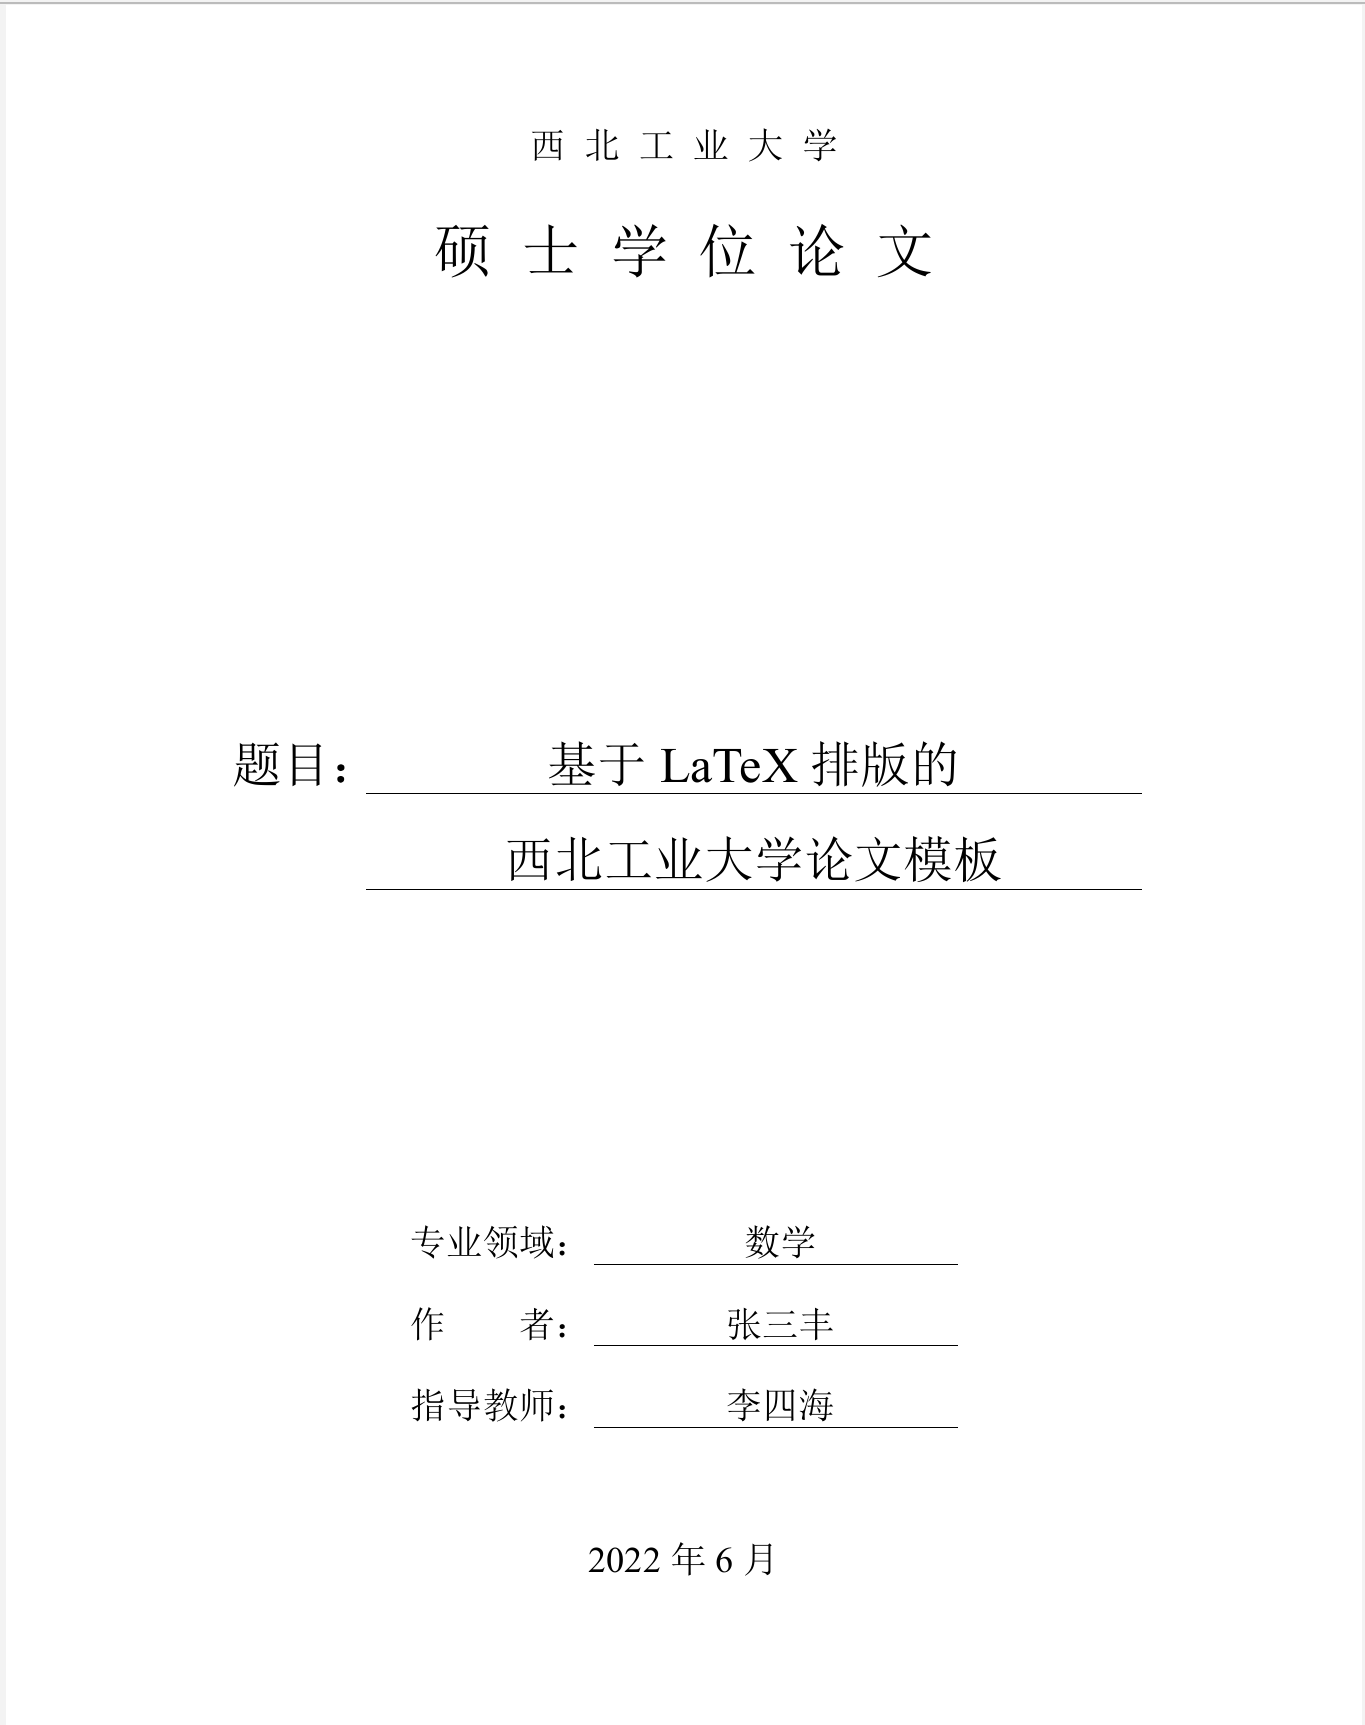 西 北 工 业 大 学
硕 士 学 位 论 文
题目： 基于 LaTeX 排版的
西北工业大学论文模板
专业领域： 数学
作　　者： 张三丰
指导教师： 李四海
2022 年 6 月